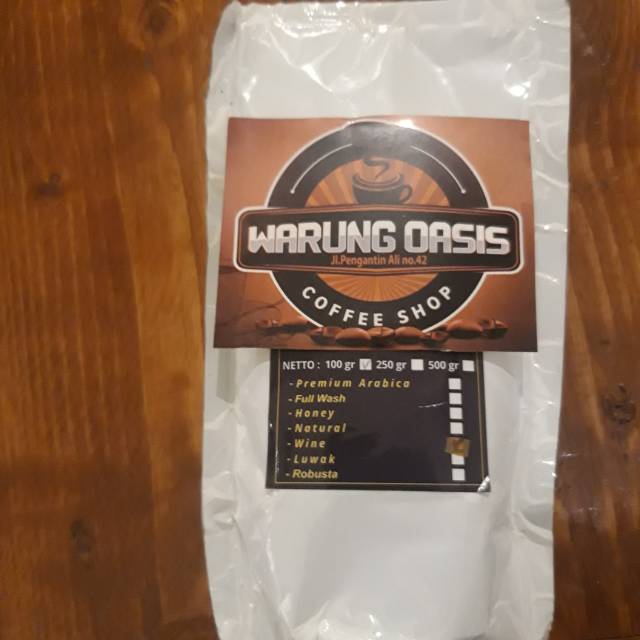 WARUNG OASIS
Jl.Pengantin Ali no.42
COFFEE SHOP
NETTO : 100 gr 250 gr 500 gr
- Premium Arabica
- Full Wash
- Honey
- Natural
- Wine
- Luwak
- Robusta